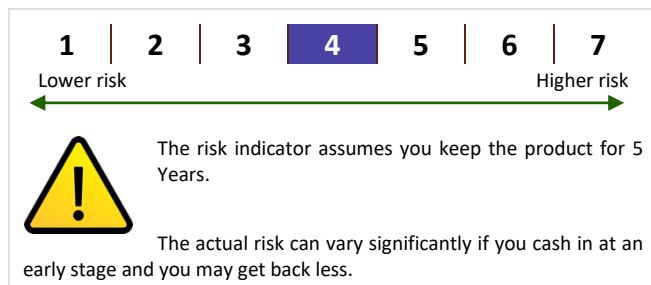 1 2 3 4 5 6 7
Lower risk Higher risk
The risk indicator assumes you keep the product for 5
Years.
The actual risk can vary significantly if you cash in at an
early stage and you may get back less.